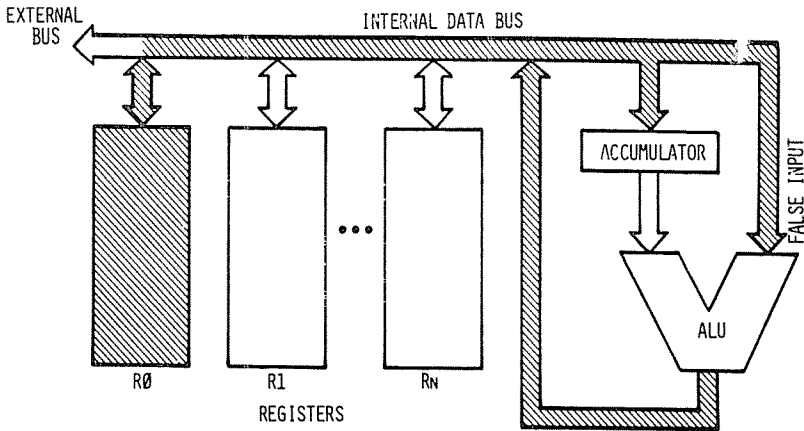 EXTERNAL
BUS
INTERNAL DATA BUS
ACCUMULATOR
FALSE INPUT
ALU
RØ
R1
RN
REGISTERS